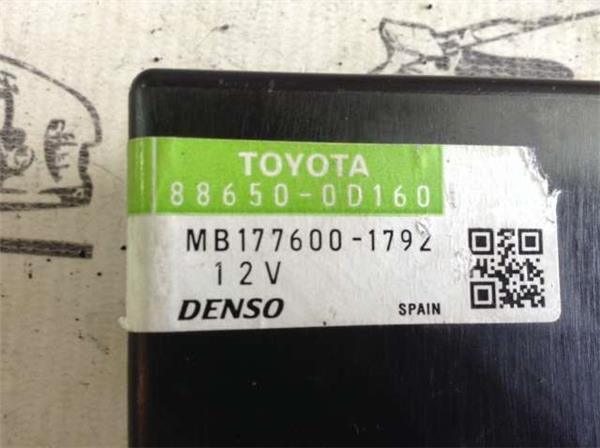 TOYOTA
88650-0D160
MB177600-1792
12V
DENSO SPAIN